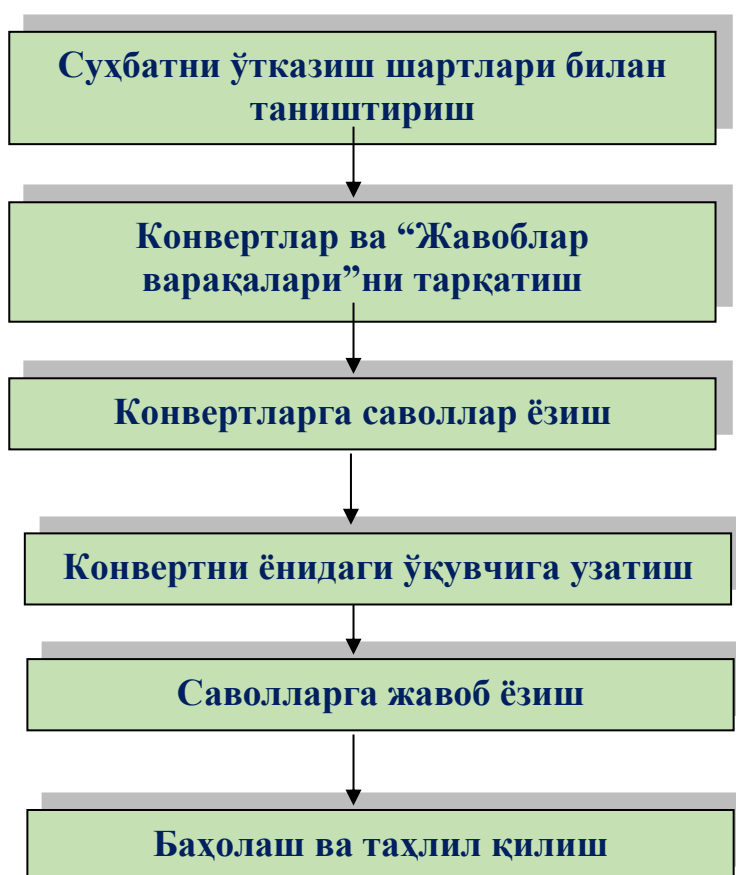 Суҳбатни ўтказиш шартлари билан
таништириш
Конвертлар ва “Жавоблар
варақалари”ни тарқатиш
Конвертларга саволлар ёзиш
Конвертни ёнидаги ўқувчига узатиш
Саволларга жавоб ёзиш
Баҳолаш ва таҳлил қилиш